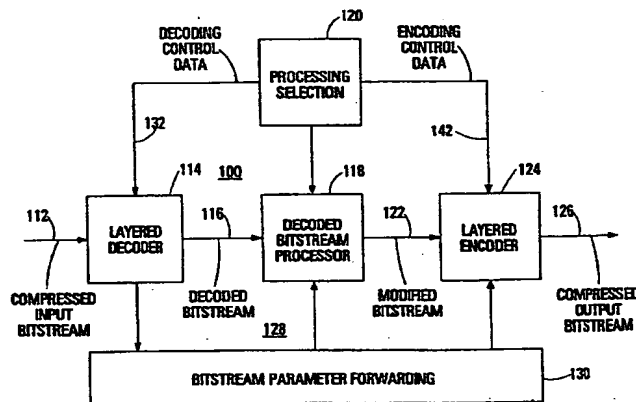 120
DECODING
CONTROL
DATA
PROCESSING
SELECTION
ENCODING
CONTROL
DATA
132
142
114
100
118
124
112
LAYERED
DECODER
116
DECODED
BITSTREAM
PROCESSOR
122
LAYERED
ENCODER
126
COMPRESSED
INPUT
BITSTREAM
DECODED
BITSTREAM
MODIFIED
BITSTREAM
COMPRESSED
OUTPUT
BITSTREAM
128
BITSTREAM PARAMETER FORWARDING
130